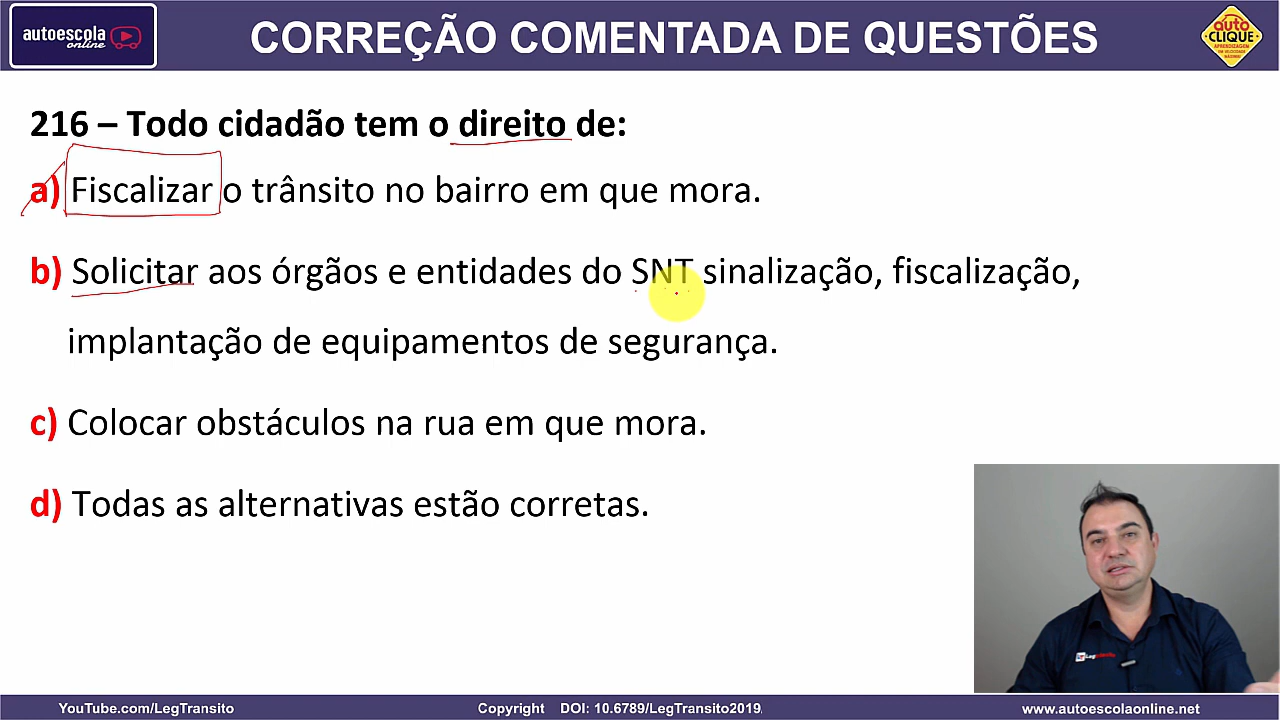 autoescola
online
CORREÇÃO COMENTADA DE QUESTÕES
auto
CLIQUE
216 – Todo cidadão tem o direito de:
a) Fiscalizar o trânsito no bairro em que mora.
b) Solicitar aos órgãos e entidades do SNT sinalização, fiscalização,
implantação de equipamentos de segurança.
c) Colocar obstáculos na rua em que mora.
d) Todas as alternativas estão corretas.
YouTube.com/LegTransito
Copyright DOI: 10.6789/LegTransito2019
www.autoescolaonline.net